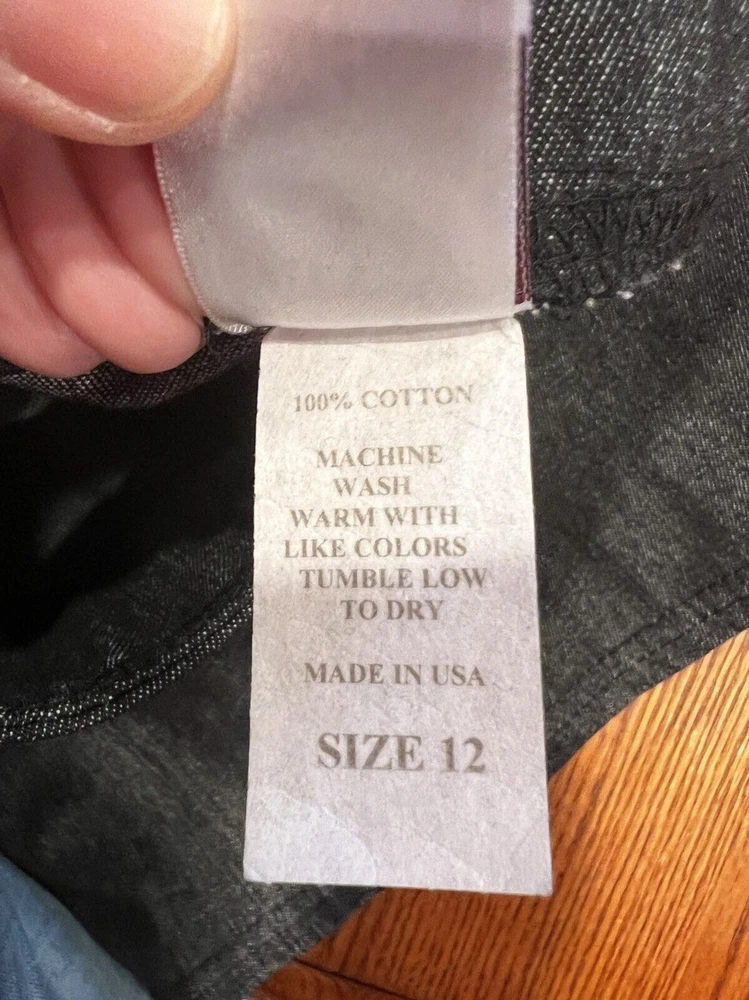 100% COTTON
MACHINE
WASH
WARM WITH
LIKE COLORS
TUMBLE LOW
TO DRY
MADE IN USA
SIZE 12